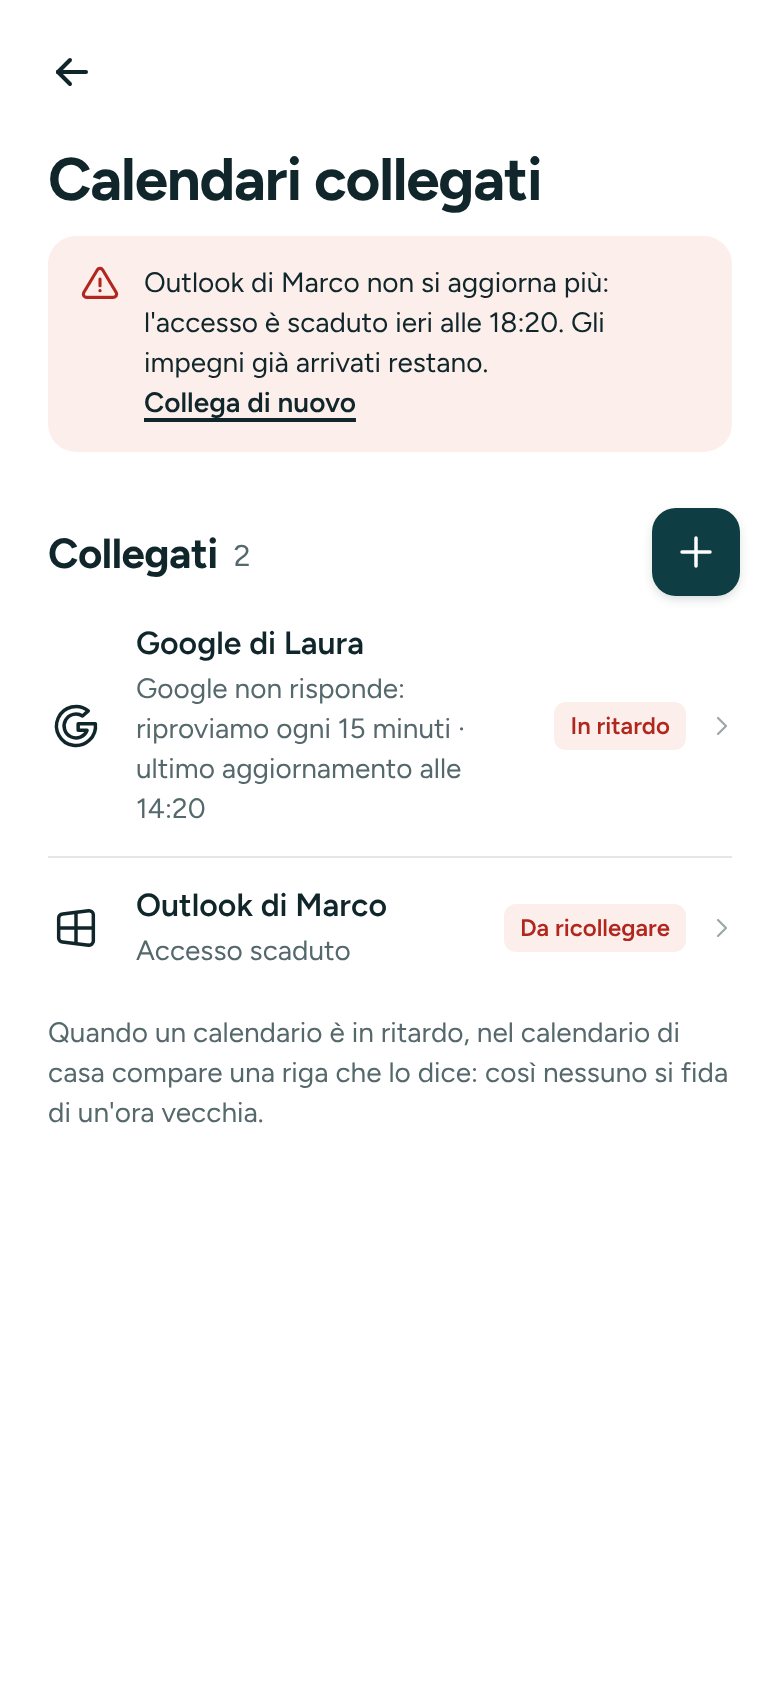 Calendari collegati
Outlook di Marco non si aggiorna più:
l'accesso è scaduto ieri alle 18:20. Gli
impegni già arrivati restano.
Collega di nuovo
Collegati 2
Google di Laura
Google non risponde:
riproviamo ogni 15 minuti ·
ultimo aggiornamento alle
14:20
In ritardo
Outlook di Marco
Accesso scaduto
Da ricollegare
Quando un calendario è in ritardo, nel calendario di
casa compare una riga che lo dice: così nessuno si fida
di un'ora vecchia.